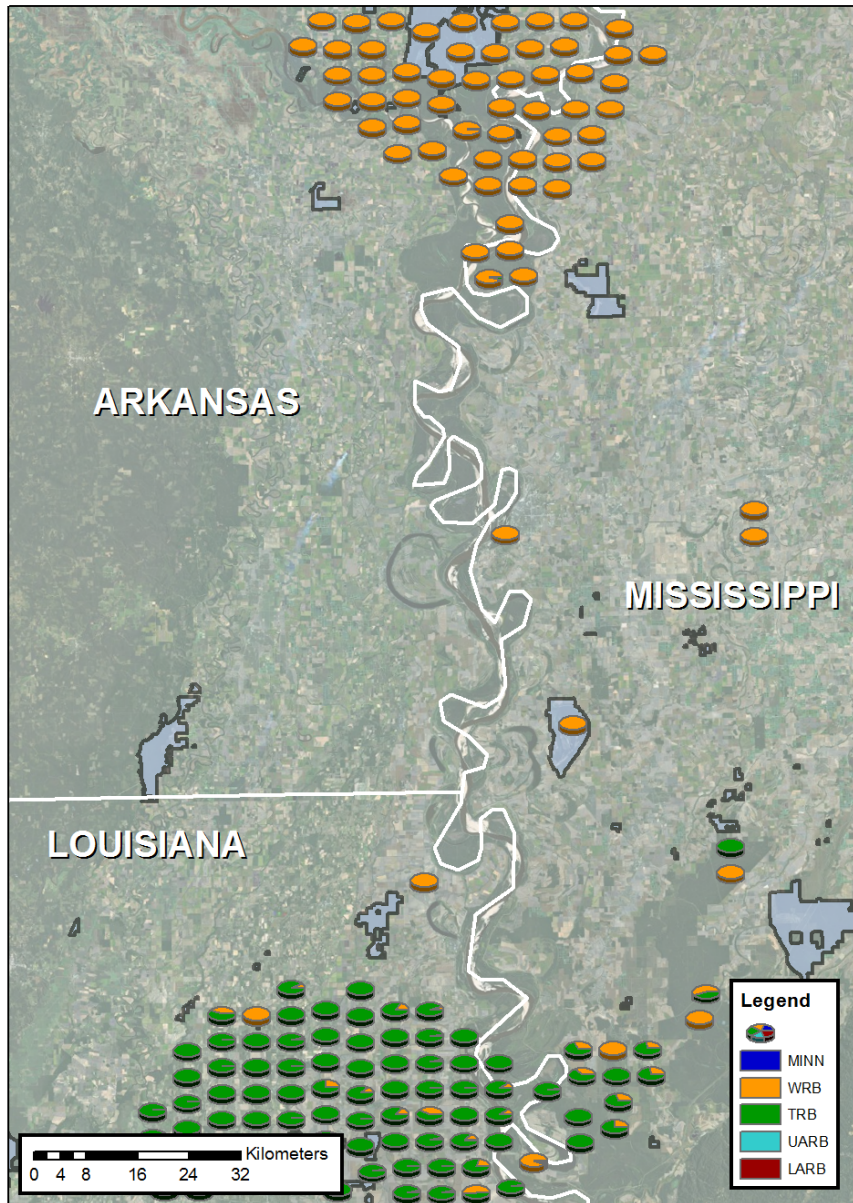 ARKANSAS
MISSISSIPPI
LOUISIANA
Legend
MINN
WRB
TRB
UARB
LARB
Kilometers
0 4 8 16 24 32